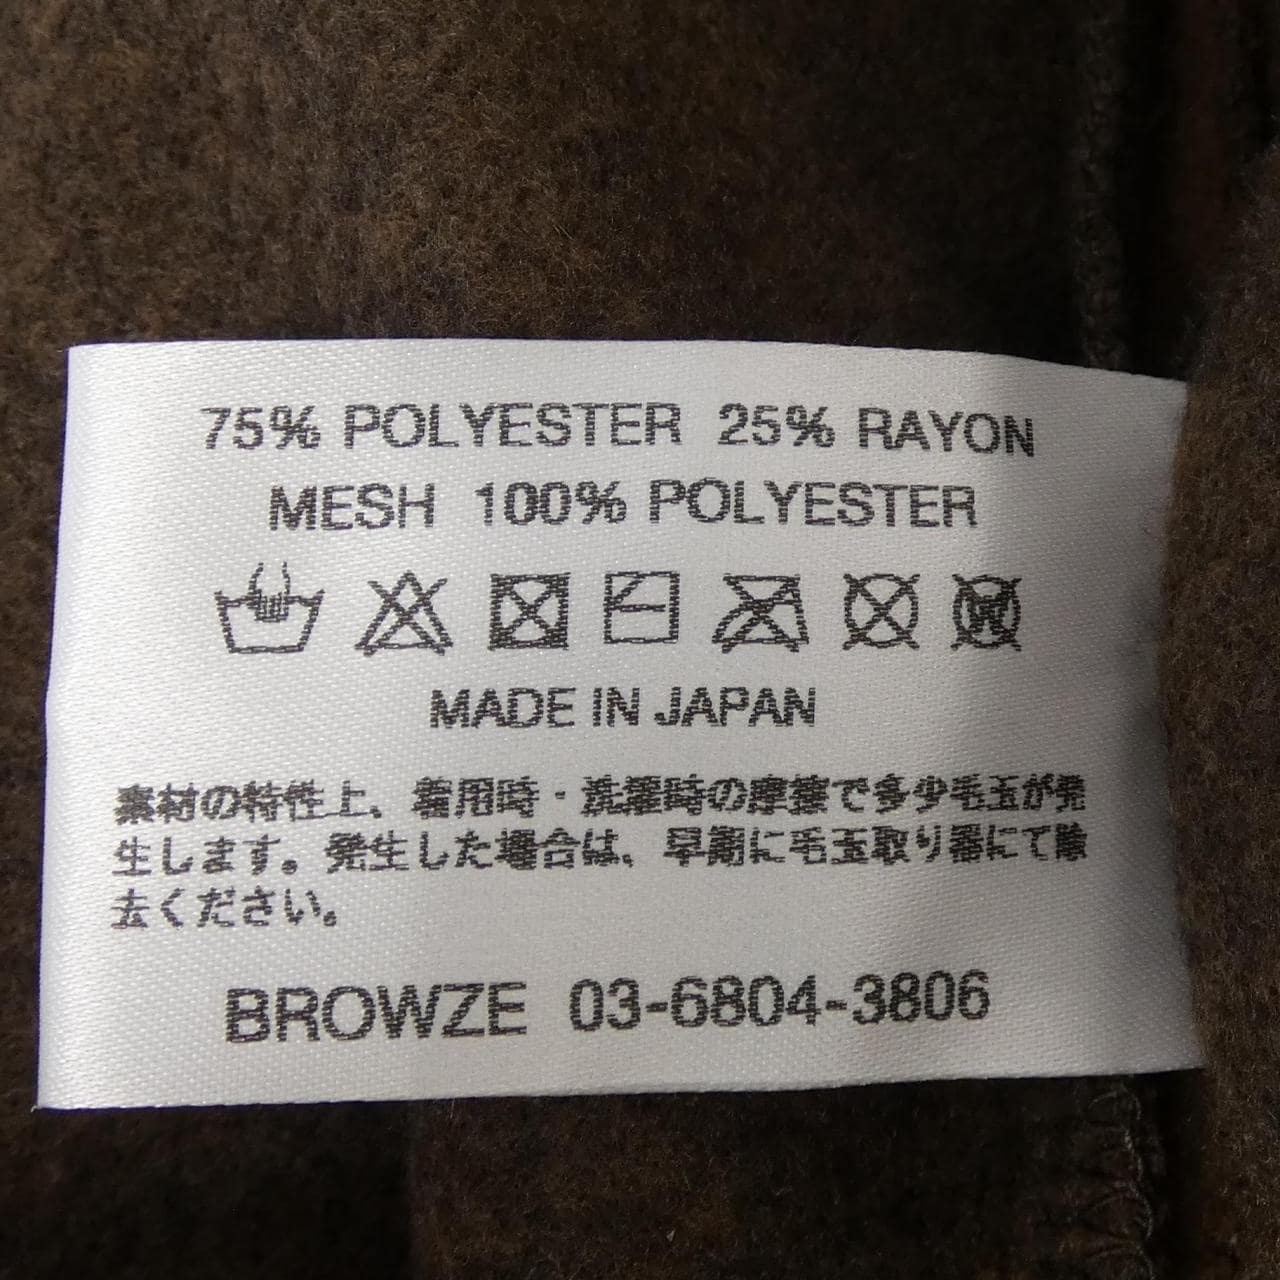 75% POLYESTER 25% RAYON
MESH 100% POLYESTER
W
MADE IN JAPAN
素材の特性上、着用時・洗濯時の摩擦で多少毛玉が発
生します。発生した場合は、早期に毛玉取り器にて除
去ください。
BROWZE 03-6804-3806